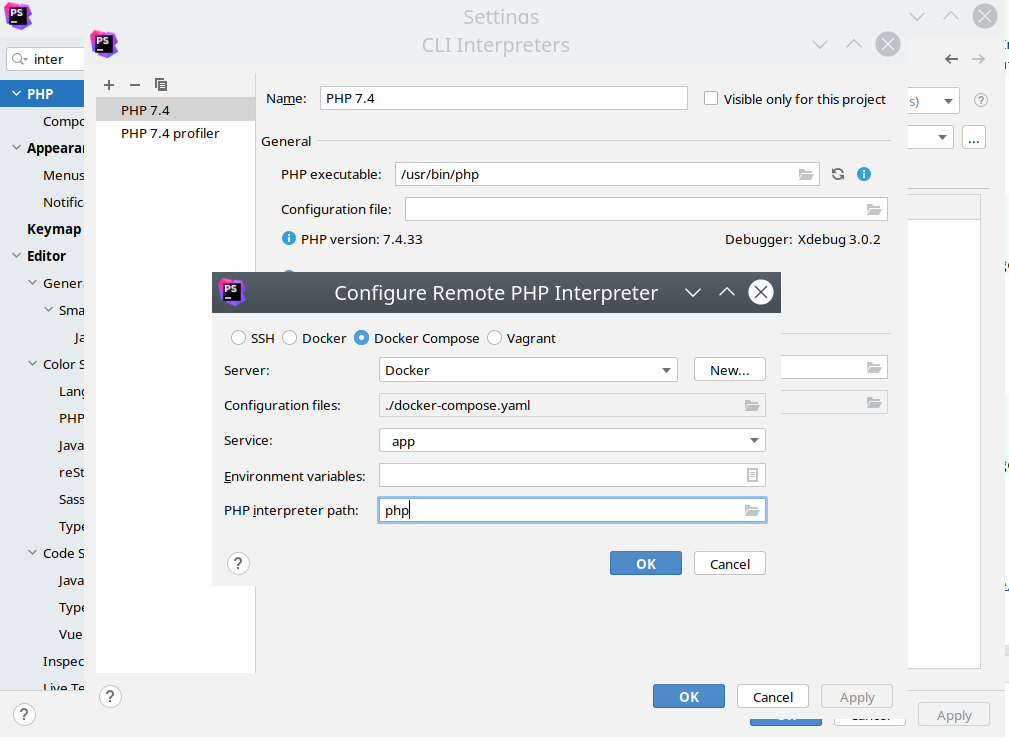 PS
Settings
PS
CLI Interpreters
inter
PHP
Compo
Appearan
Menus
Notific
Keymap
Editor
Genera
Sma
Ja
Color S
Lang
PHP
Java
reSt
Sass
Type
Code S
Java
Type
Vue
Inspec
Live Te
?
PHP 7.4
PHP 7.4 profiler
Name: PHP 7.4
Visible only for this project
s)
?
...
General
PHP executable: /usr/bin/php
Configuration file:
PHP version: 7.4.33
Debugger: Xdebug 3.0.2
PS
Configure Remote PHP Interpreter
SSH Docker Docker Compose Vagrant
Server: Docker New...
Configuration files: ./docker-compose.yaml
Service: app
Environment variables:
PHP interpreter path: php
? OK Cancel
? OK Cancel Apply
Cancel Apply